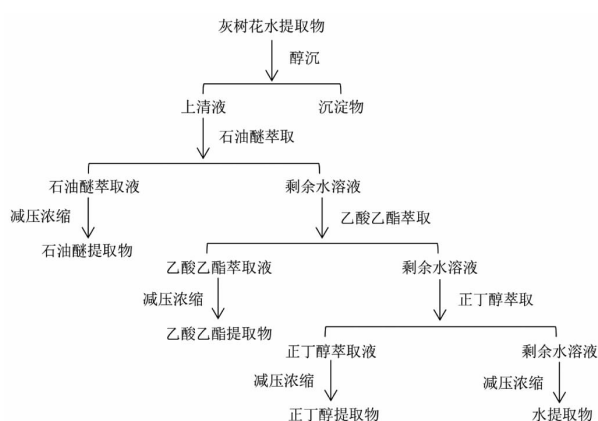 灰树花水提取物
醇沉
上清液
沉淀物
石油醚萃取
石油醚萃取液
剩余水溶液
减压浓缩
乙酸乙酯萃取
石油醚提取物
乙酸乙酯萃取液
剩余水溶液
减压浓缩
正丁醇萃取
乙酸乙酯提取物
正丁醇萃取液
剩余水溶液
减压浓缩
减压浓缩
正丁醇提取物
水提取物